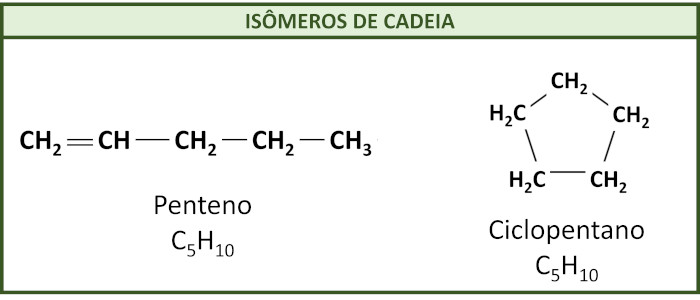 ISÔMEROS DE CADEIA
CH₂=CH—CH₂—CH₂—CH₃
Penteno
C₅H₁₀
CH₂
H₂C
CH₂
H₂C
CH₂
Ciclopentano
C₅H₁₀